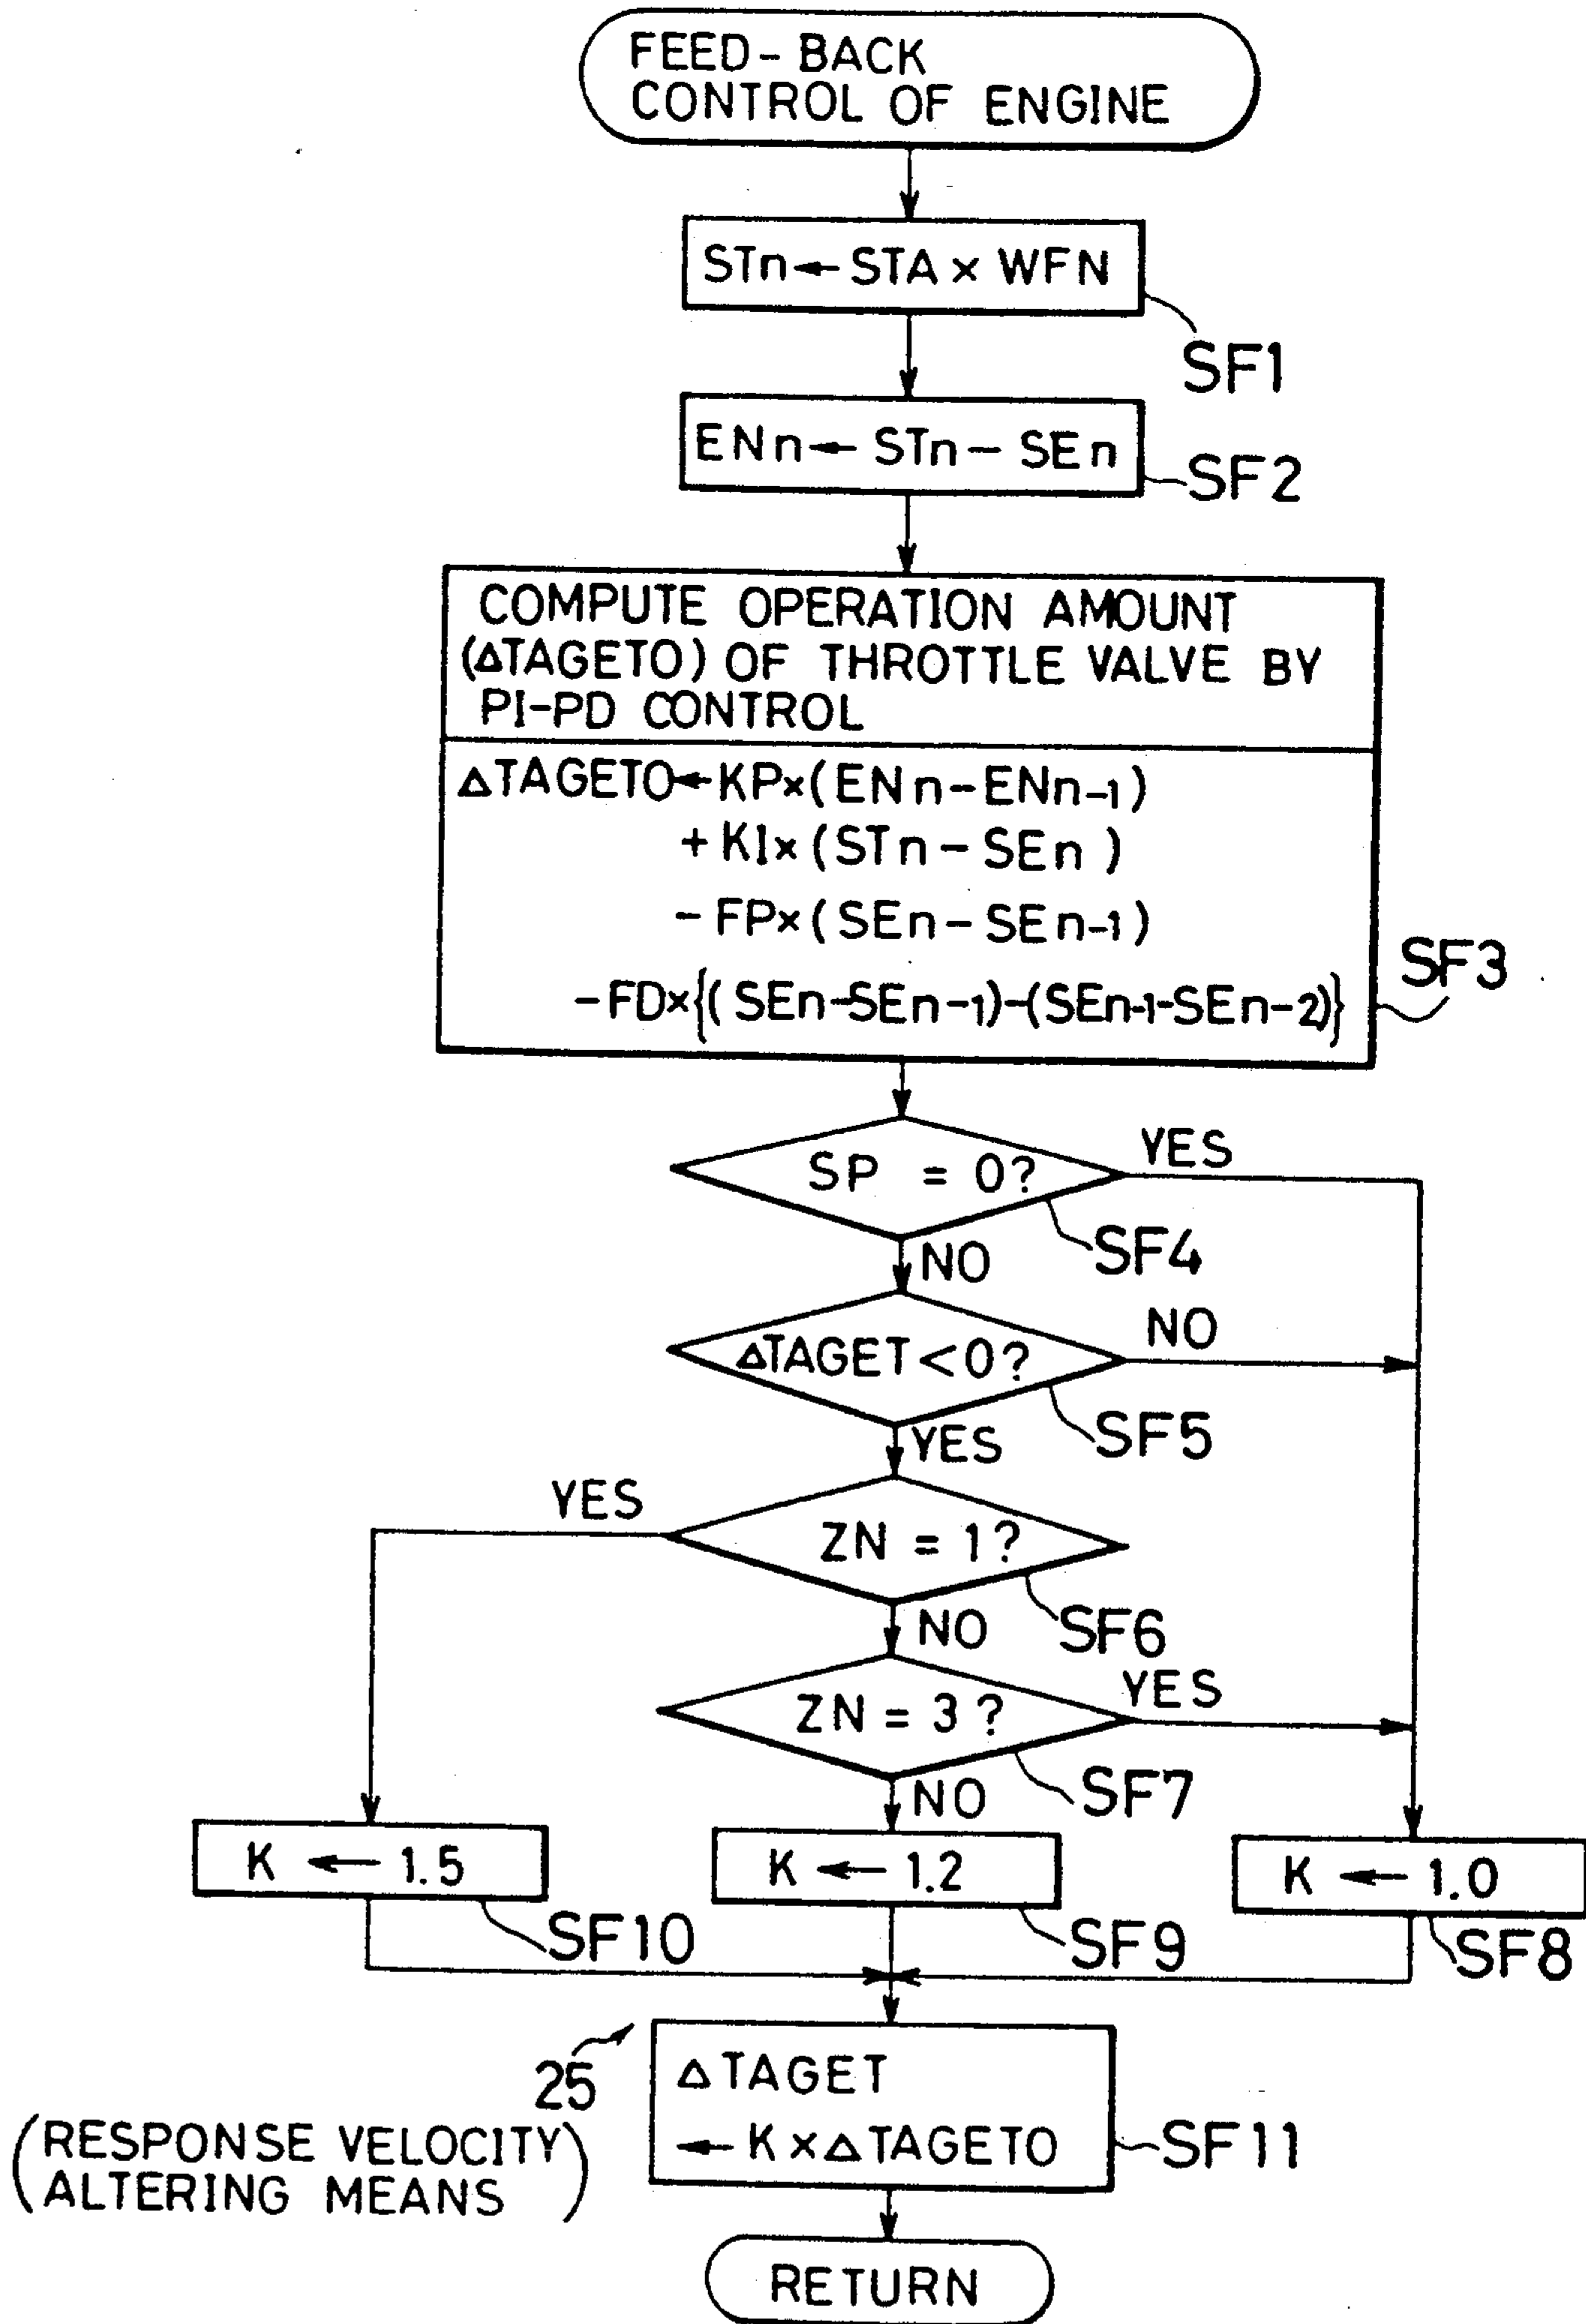 FEED-BACK
CONTROL OF ENGINE
STn←STA×WFN
SF1
ENn←STn-SEn
SF2
COMPUTE OPERATION AMOUNT
(ΔTAGETO) OF THROTTLE VALVE BY
PI-PD CONTROL
ΔTAGETO←KP×(ENn-ENn-1)
+KI×(STn-SEn)
-FP×(SEn-SEn-1)
-FD×{(SEn-SEn-1)-(SEn-1-SEn-2)}
SF3
SP = 0?
YES
SF4
NO
ΔTAGET<0?
NO
SF5
YES
YES
ZN = 1?
SF6
NO
ZN = 3?
YES
SF7
NO
K ← 1.5
K ← 1.2
K ← 1.0
SF10
SF9
SF8
25
(RESPONSE VELOCITY
ALTERING MEANS)
ΔTAGET
← K×ΔTAGETO
SF11
RETURN